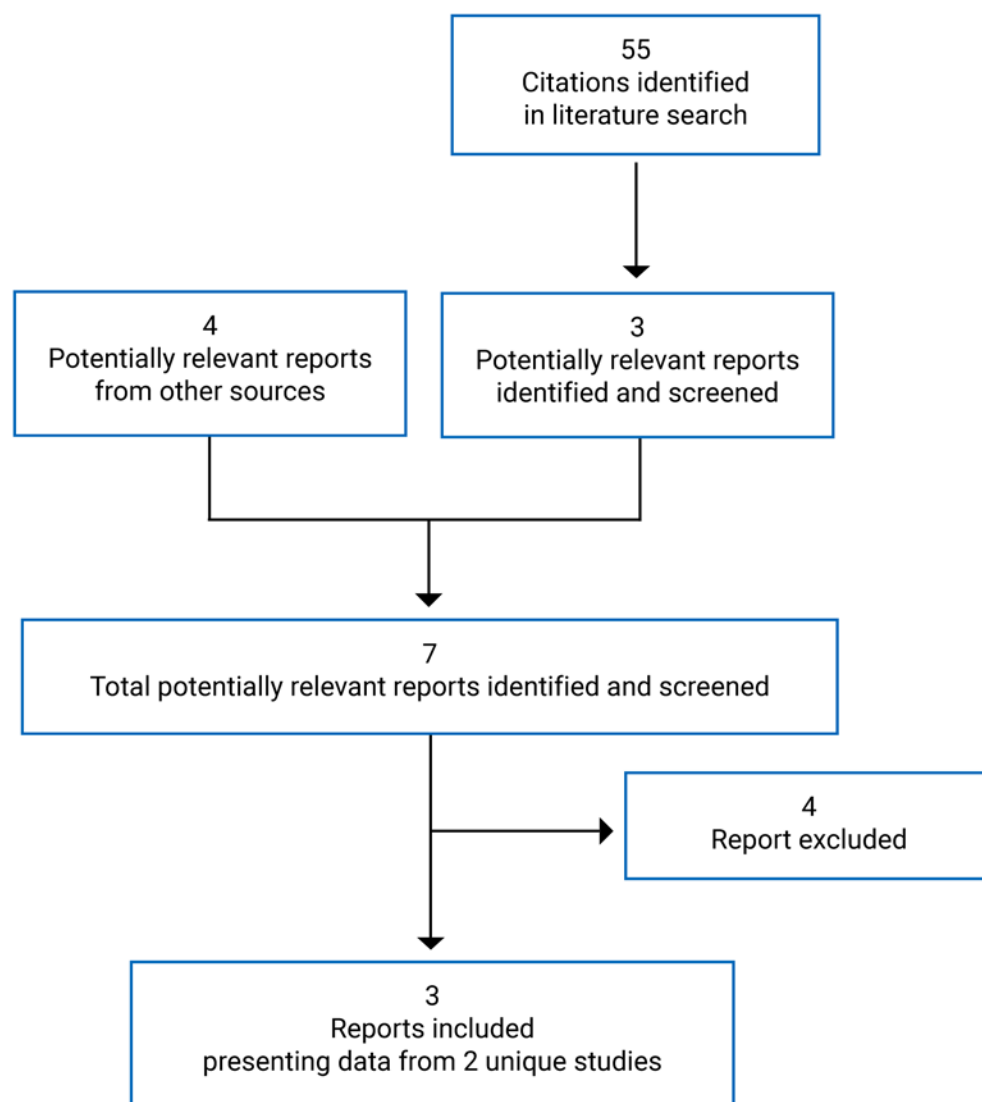 55
Citations identified
in literature search
4
Potentially relevant reports
from other sources
3
Potentially relevant reports
identified and screened
7
Total potentially relevant reports identified and screened
4
Report excluded
3
Reports included
presenting data from 2 unique studies